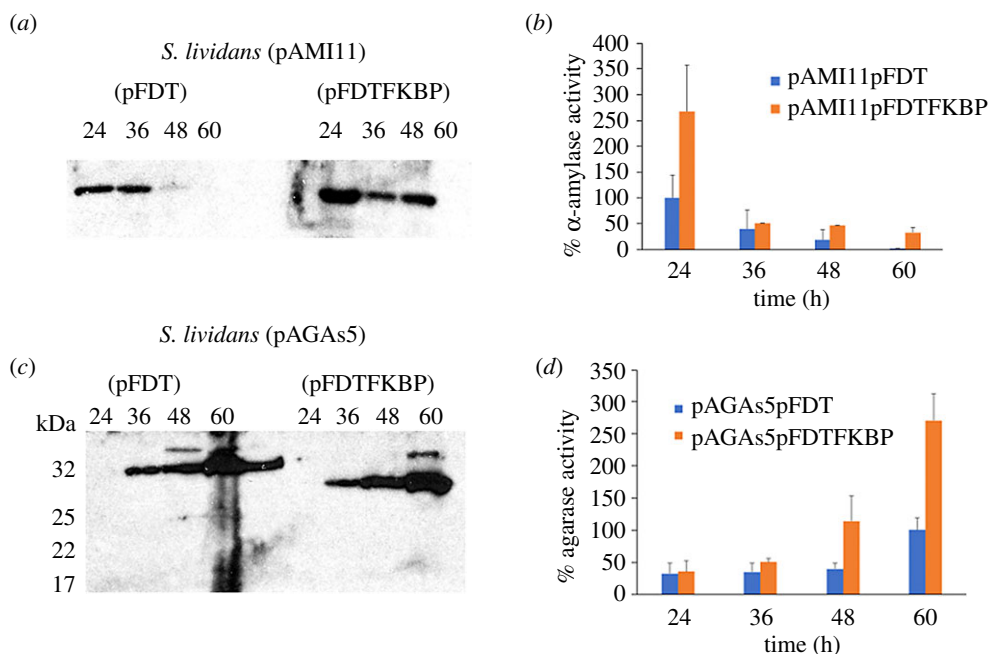 (a)
S. lividans (pAMI11)
(pFDT) (pFDTFKBP)
24 36 48 60 24 36 48 60
(b)
400
350
300
250
200
150
100
50
0
% α-amylase activity
pAMI11pFDT
pAMI11pFDTFKBP
24 36 48 60
time (h)
S. lividans (pAGAs5)
(c)
(pFDT) (pFDTFKBP)
24 36 48 60 24 36 48 60
kDa
32
25
22
17
(d)
350
300
250
200
150
100
50
0
% agarase activity
pAGAs5pFDT
pAGAs5pFDTFKBP
24 36 48 60
time (h)